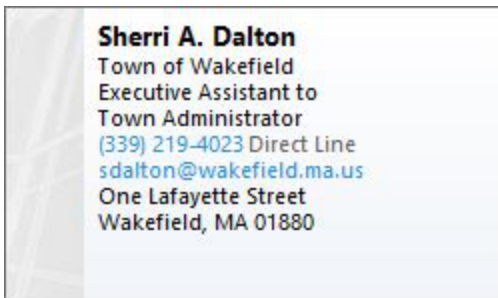 Sherri A. Dalton
Town of Wakefield
Executive Assistant to
Town Administrator
(339) 219-4023 Direct Line
sdalton@wakefield.ma.us
One Lafayette Street
Wakefield, MA 01880